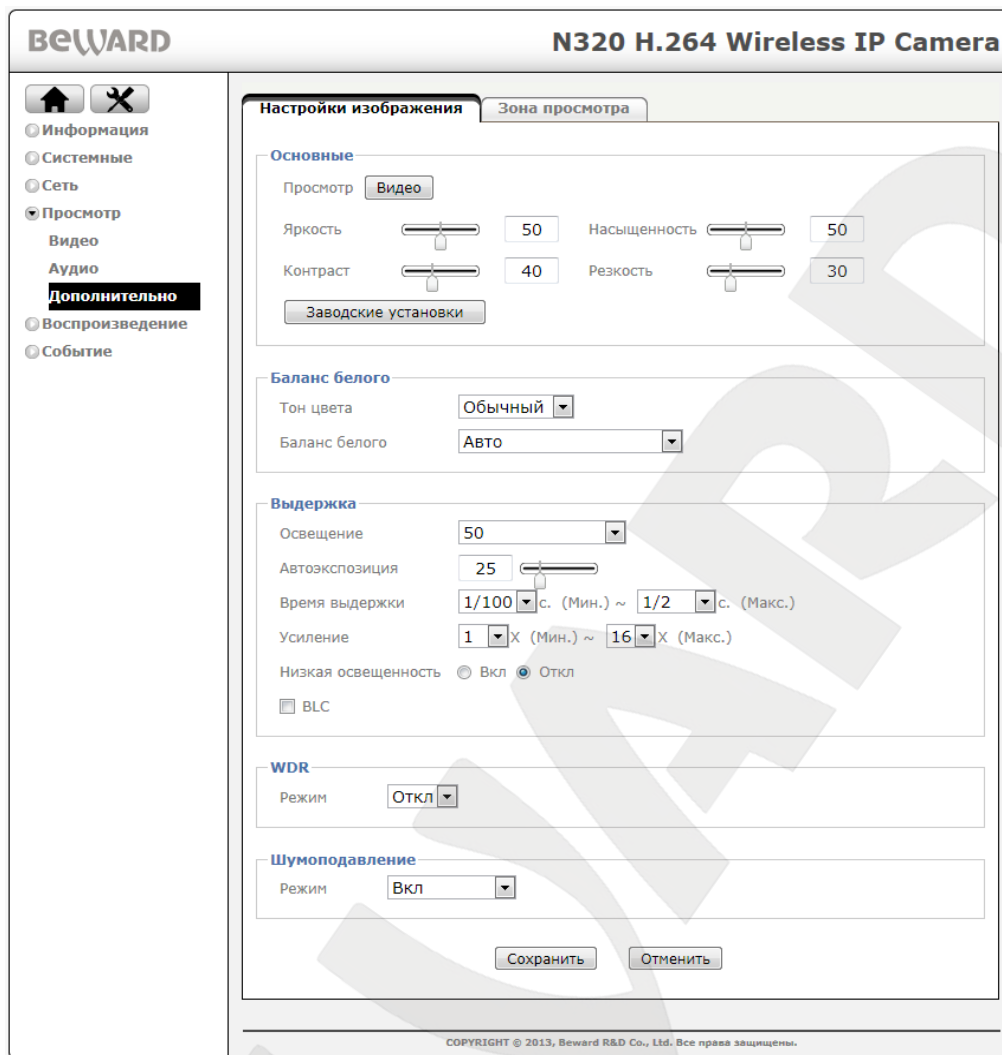 BEWARD
N320 H.264 Wireless IP Camera
Информация
Системные
Сеть
Просмотр
Видео
Аудио
Дополнительно
Воспроизведение
Событие
Настройки изображения
Зона просмотра
Основные
Просмотр Видео
Яркость 50 Насыщенность 50
Контраст 40 Резкость 30
Заводские установки
Баланс белого
Тон цвета Обычный
Баланс белого Авто
Выдержка
Освещение 50
Автоэкспозиция 25
Время выдержки 1/100 с. (Мин.) ~ 1/2 с. (Макс.)
Усиление 1 X (Мин.) ~ 16 X (Макс.)
Низкая освещенность Вкл Откл
BLC
WDR
Режим Откл
Шумоподавление
Режим Вкл
Сохранить Отменить
COPYRIGHT © 2013, Beward R&D Co., Ltd. Все права защищены.